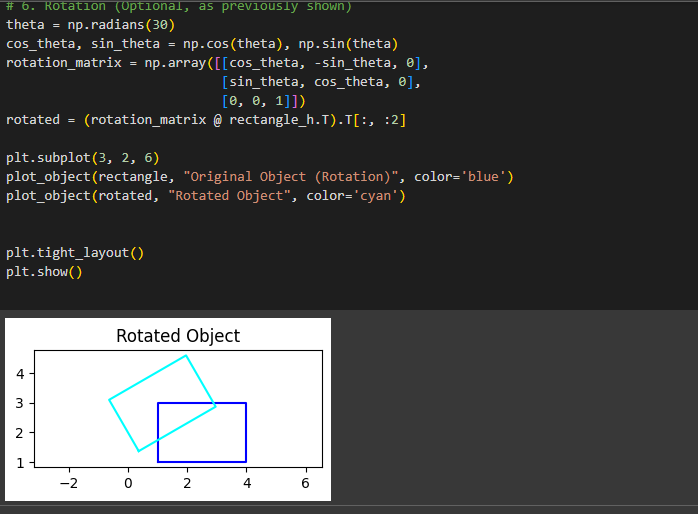 # 6. Rotation (Optional, as previously shown)
theta = np.radians(30)
cos_theta, sin_theta = np.cos(theta), np.sin(theta)
rotation_matrix = np.array([[cos_theta, -sin_theta, 0],
[sin_theta, cos_theta, 0],
[0, 0, 1]])
rotated = (rotation_matrix @ rectangle_h.T).T[:, :2]
plt.subplot(3, 2, 6)
plot_object(rectangle, "Original Object (Rotation)", color='blue')
plot_object(rotated, "Rotated Object", color='cyan')
plt.tight_layout()
plt.show()
Rotated Object
4
3
2
1
−2 0 2 4 6